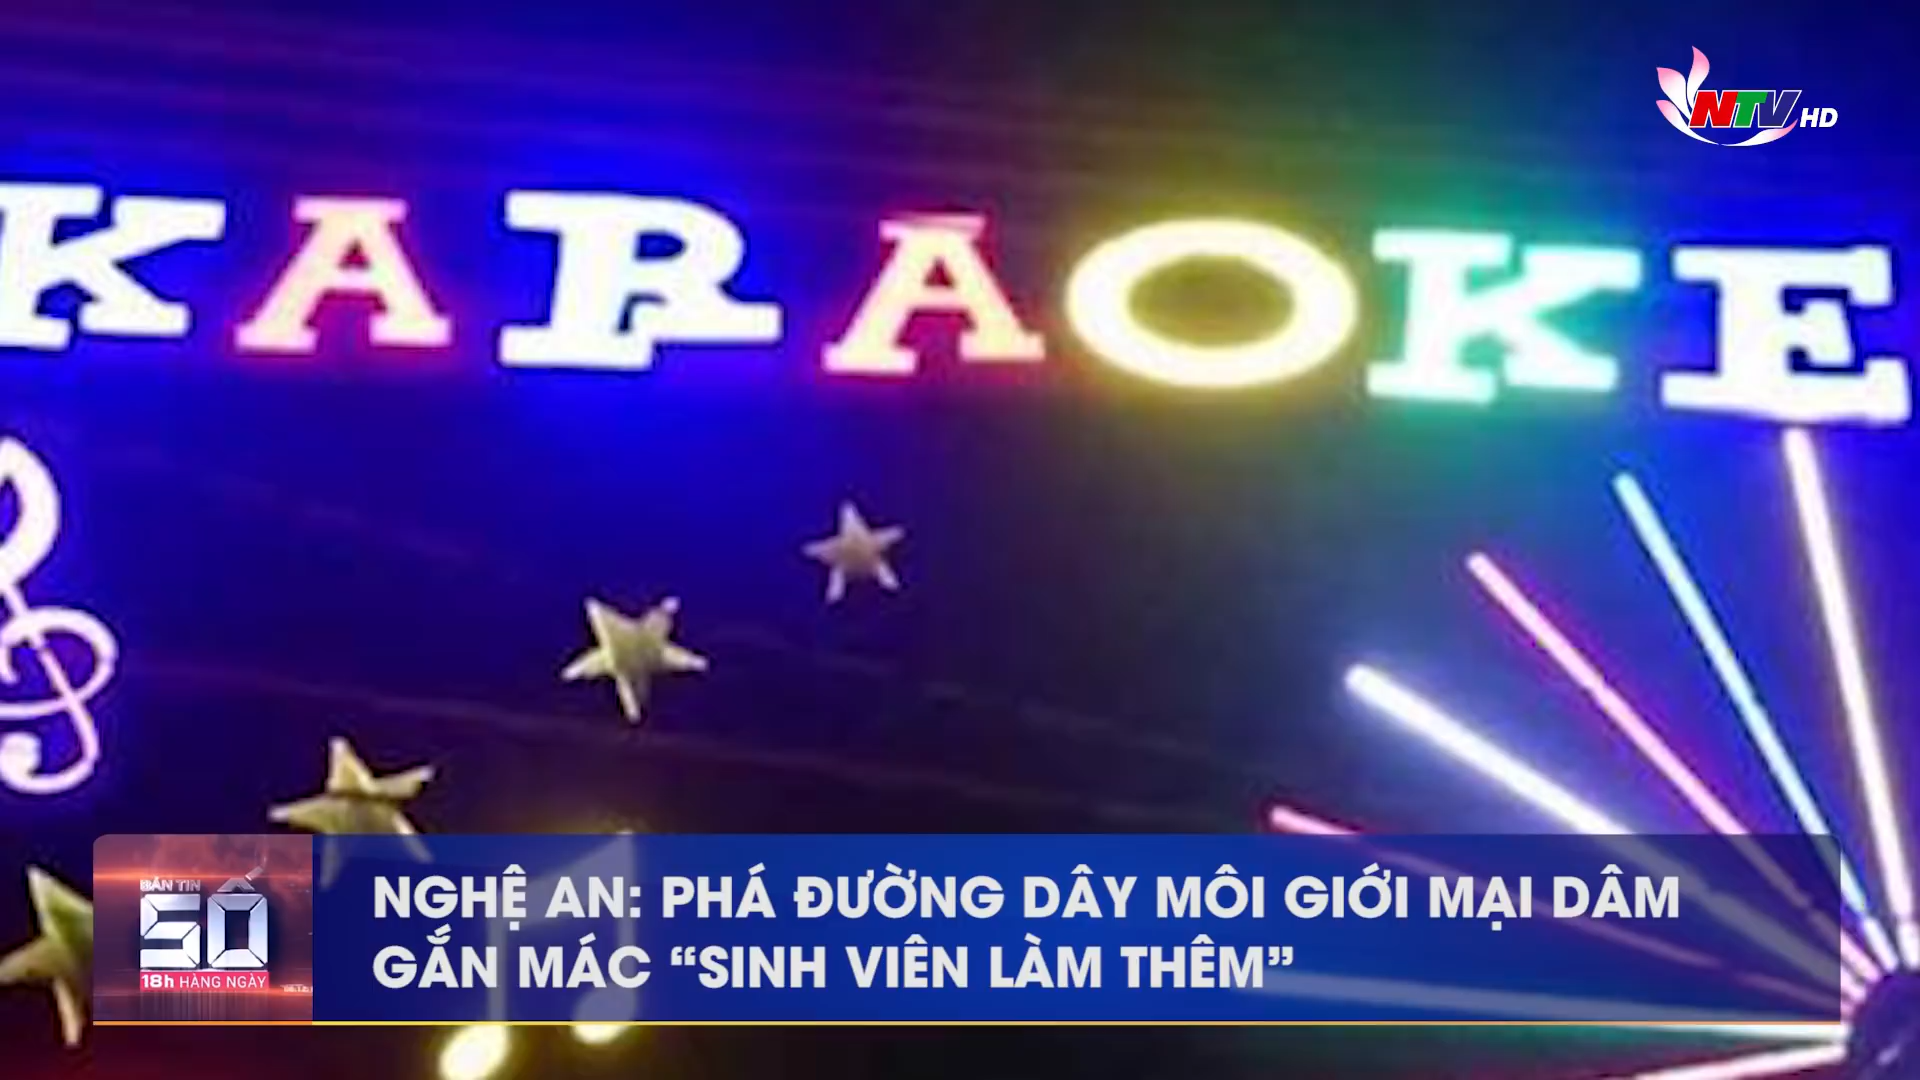 NTV HD
KARAOKE
BẢN TIN
SỐ
18h HÀNG NGÀY
NGHỆ AN: PHÁ ĐƯỜNG DÂY MÔI GIỚI MẠI DÂM
GẮN MÁC “SINH VIÊN LÀM THÊM”